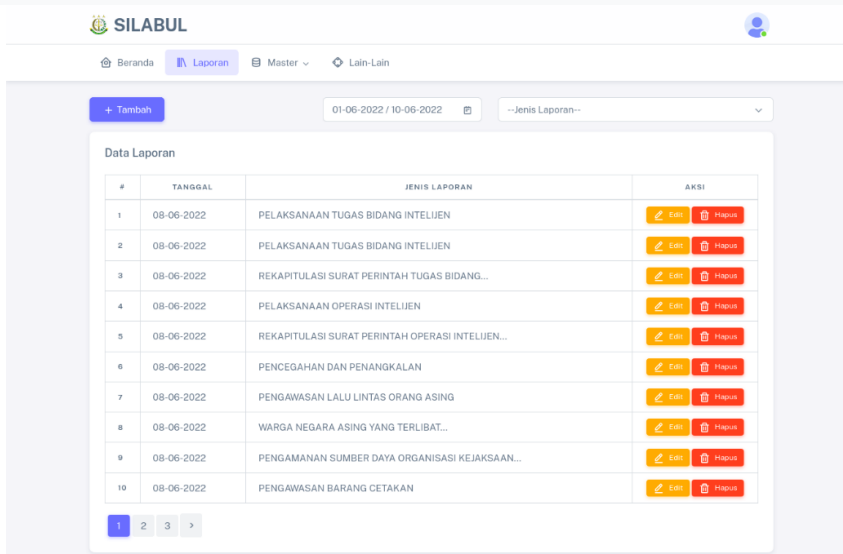 SILABUL
Beranda Laporan Master Lain-Lain
+ Tambah 01-06-2022 / 10-06-2022 --Jenis Laporan--
Data Laporan
# TANGGAL JENIS LAPORAN AKSI
1 08-06-2022 PELAKSANAAN TUGAS BIDANG INTELIJEN Edit Hapus
2 08-06-2022 PELAKSANAAN TUGAS BIDANG INTELIJEN Edit Hapus
3 08-06-2022 REKAPITULASI SURAT PERINTAH TUGAS BIDANG... Edit Hapus
4 08-06-2022 PELAKSANAAN OPERASI INTELIJEN Edit Hapus
5 08-06-2022 REKAPITULASI SURAT PERINTAH OPERASI INTELIJEN... Edit Hapus
6 08-06-2022 PENCEGAHAN DAN PENANGKALAN Edit Hapus
7 08-06-2022 PENGAWASAN LALU LINTAS ORANG ASING Edit Hapus
8 08-06-2022 WARGA NEGARA ASING YANG TERLIBAT... Edit Hapus
9 08-06-2022 PENGAMANAN SUMBER DAYA ORGANISASI KEJAKSAAN... Edit Hapus
10 08-06-2022 PENGAWASAN BARANG CETAKAN Edit Hapus
1 2 3 >